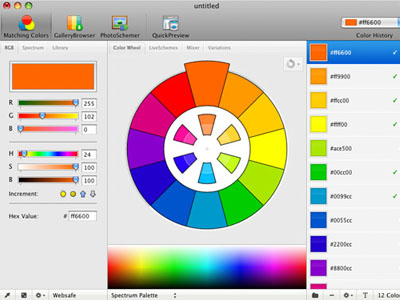 untitled
Matching Colors GalleryBrowser PhotoSchemer QuickPreview #ff6600
Color History
RGB Spectrum Library Color Wheel LiveSchemes Mixer Variations
#ff6600
#ff9900
#ffcc00
#ffff00
#ace500
#00cc00
#0099cc
#0055cc
#2200cc
#8800cc
R 255
G 102
B 0
H 24
S 100
B 100
Increment:
Hex Value: # ff6600
Websafe Spectrum Palette 12 Color